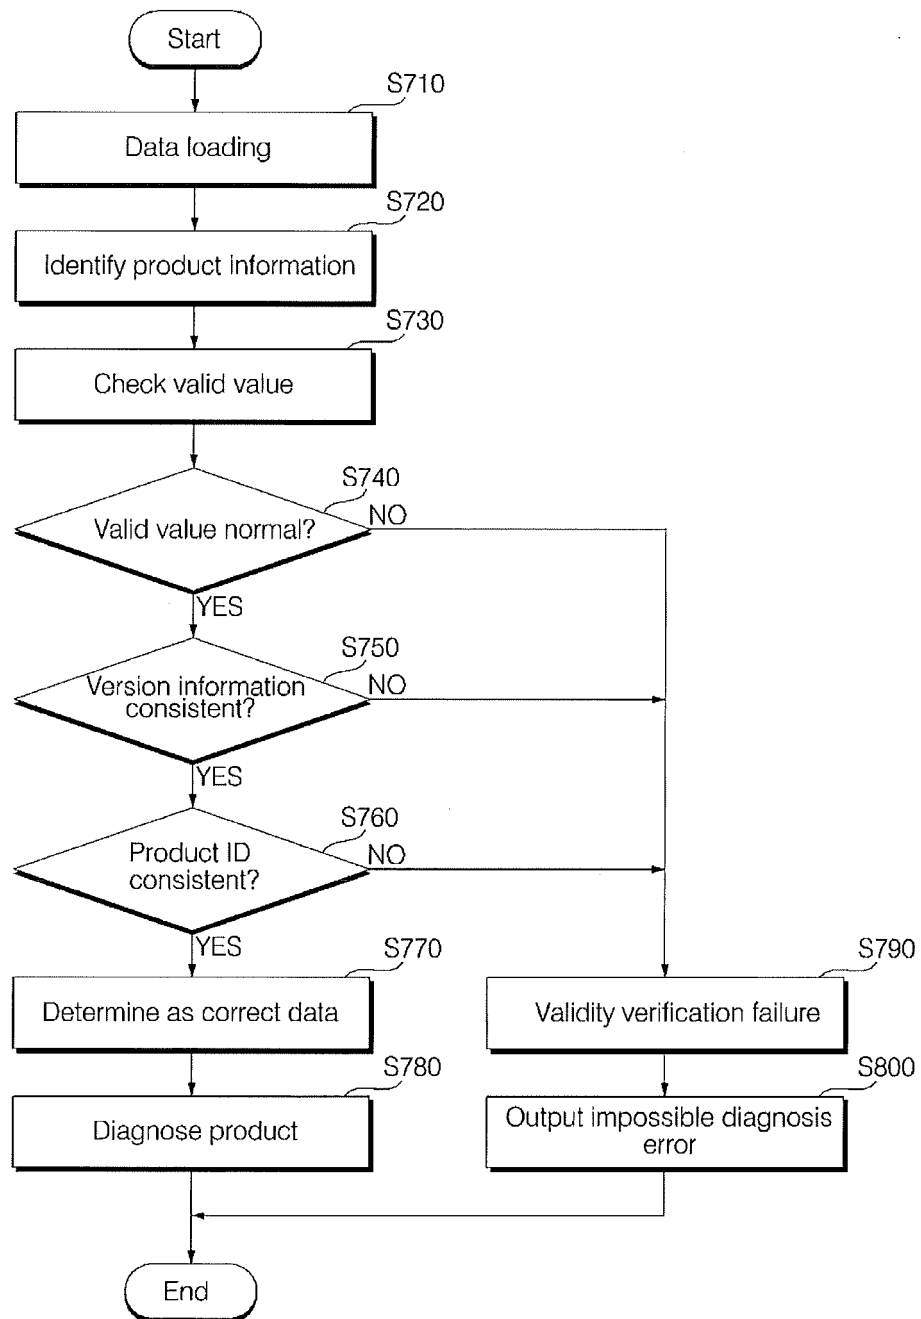 Start
S710
Data loading
S720
Identify product information
S730
Check valid value
S740
Valid value normal?
NO
YES
S750
Version information
consistent?
NO
YES
S760
Product ID
consistent?
NO
YES
S770
Determine as correct data
S790
Validity verification failure
S780
Diagnose product
S800
Output impossible diagnosis
error
End